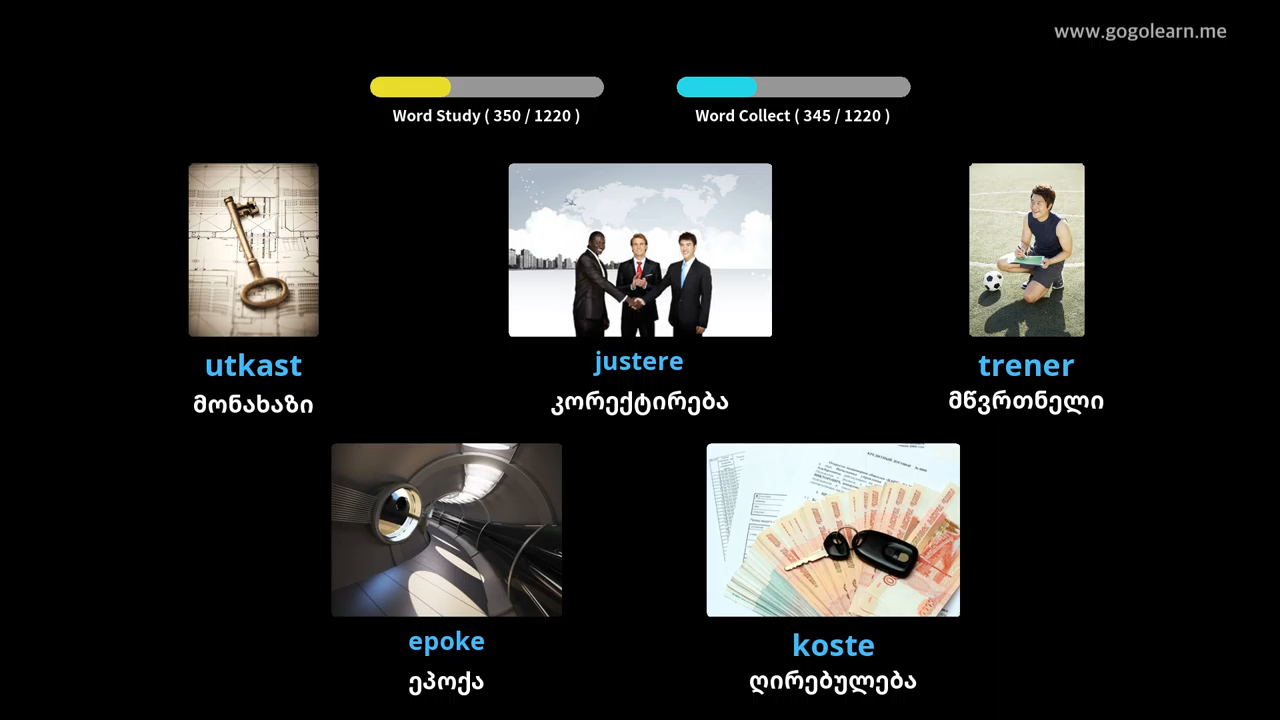 www.gogolearn.me
Word Study ( 350 / 1220 )
Word Collect ( 345 / 1220 )
utkast
მონახაზი
justere
კორექტირება
trener
მწვრთნელი
epoke
ეპოქა
koste
ღირებულება